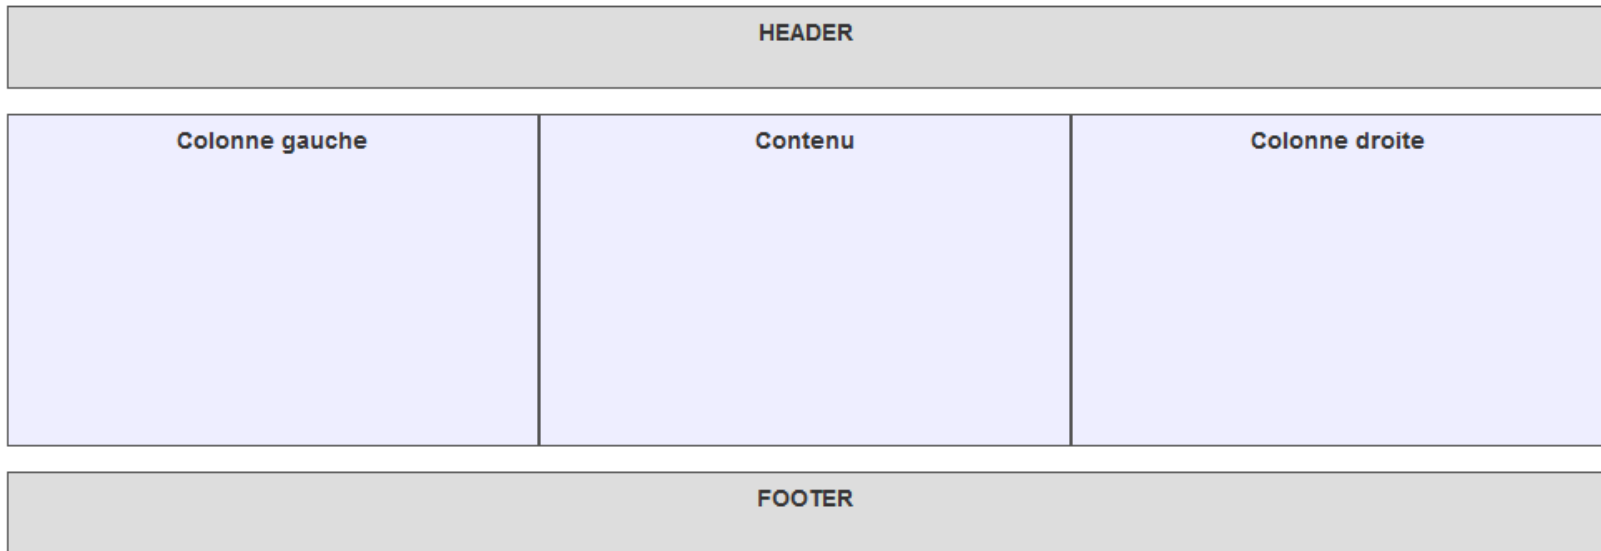 HEADER
Colonne gauche
Contenu
Colonne droite
FOOTER